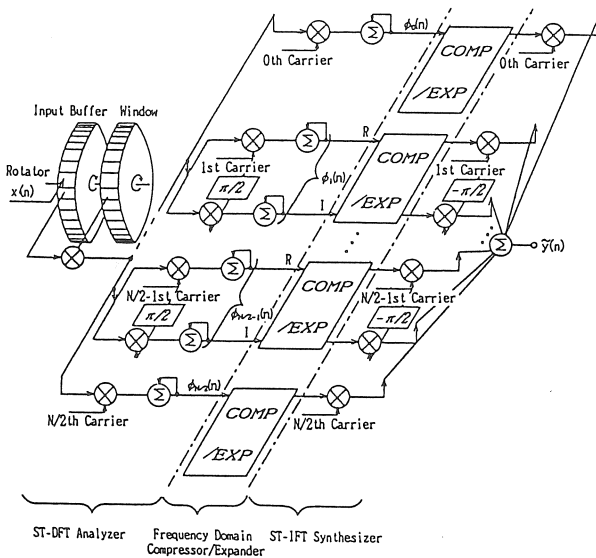 φ₀(n)
COMP
/EXP
0th Carrier
0th Carrier
Input Buffer
Window
Rotator
x(n)
R
COMP
/EXP
1st Carrier
π/2
φ₁(n)
I
1st Carrier
-π/2
ỹ(n)
R
COMP
/EXP
N/2-1st Carrier
π/2
φN/2-1(n)
I
N/2-1st Carrier
-π/2
φN/2(n)
COMP
/EXP
N/2th Carrier
N/2th Carrier
Σ
Σ
Σ
Σ
Σ
Σ
Σ
ST-DFT Analyzer
Frequency Domain
Compressor/Expander
ST-IFT Synthesizer